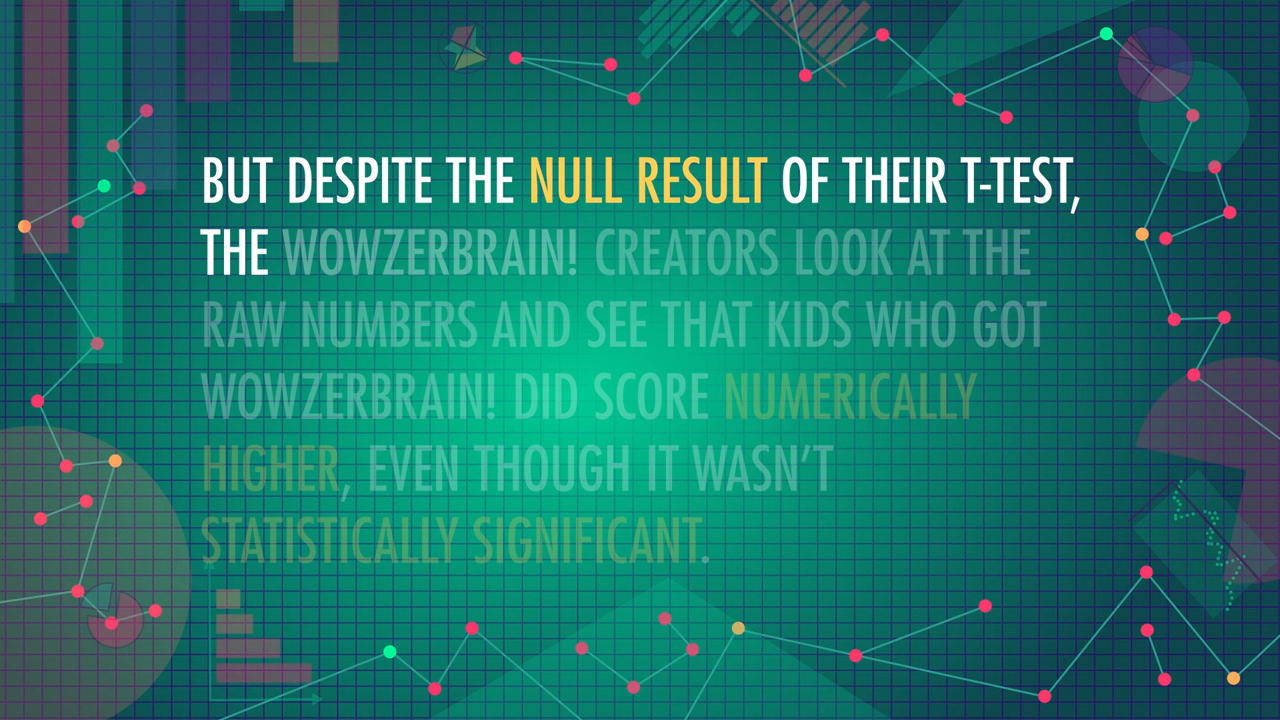 BUT DESPITE THE NULL RESULT OF THEIR T-TEST,
THE WOWZERBRAIN! CREATORS LOOK AT THE
RAW NUMBERS AND SEE THAT KIDS WHO GOT
WOWZERBRAIN! DID SCORE NUMERICALLY
HIGHER, EVEN THOUGH IT WASN'T
STATISTICALLY SIGNIFICANT.